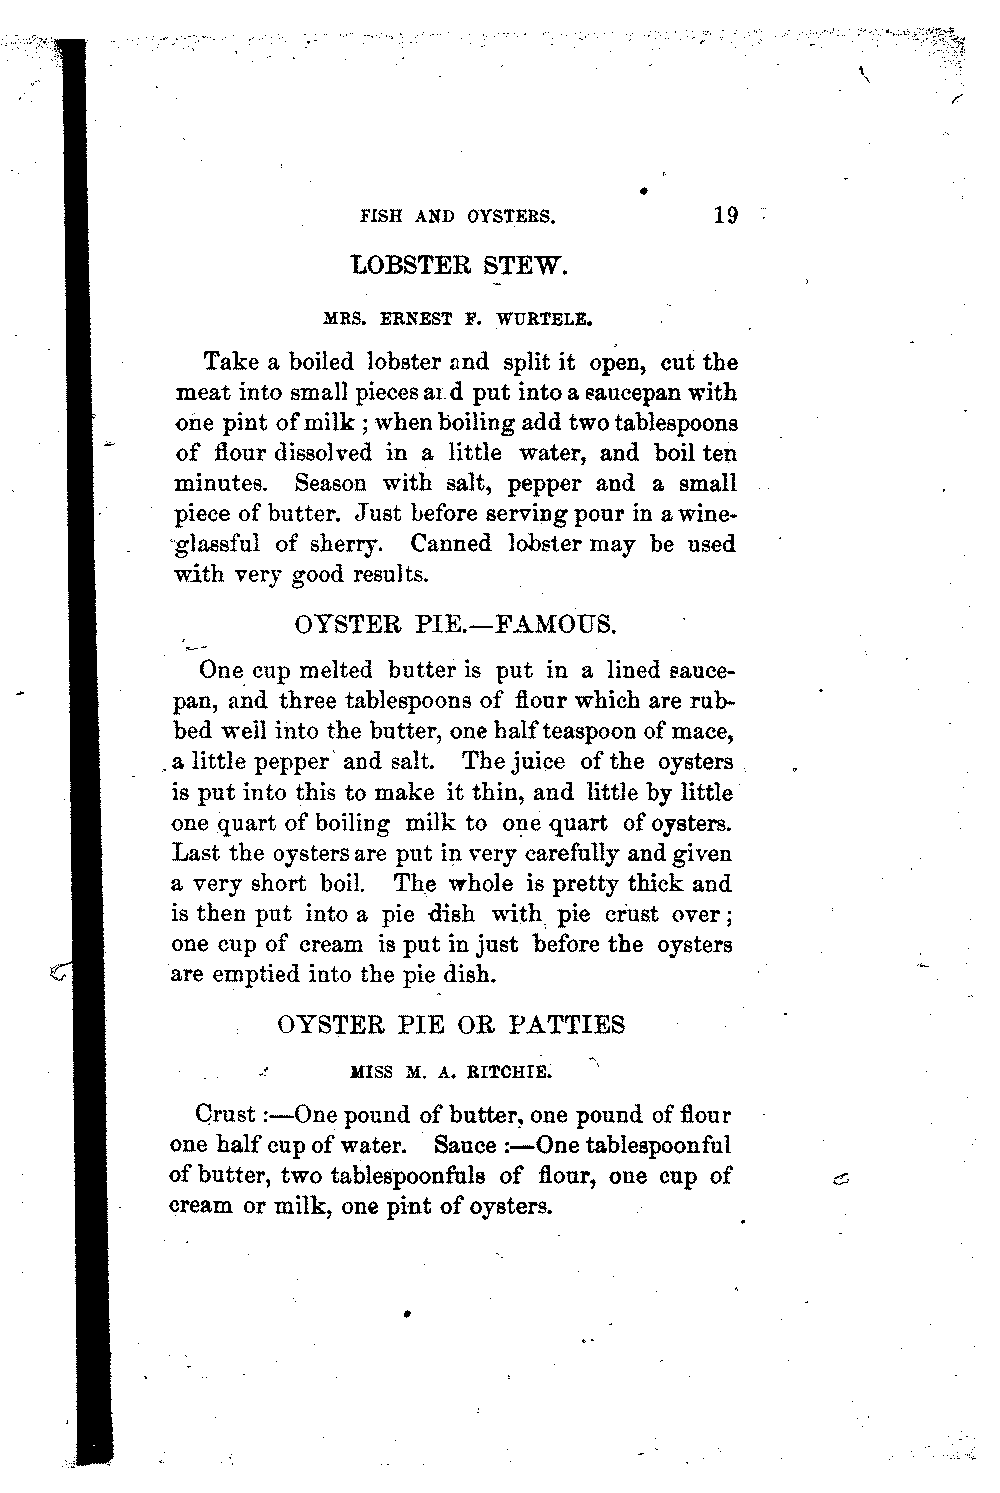 FISH AND OYSTERS. 19
LOBSTER STEW.
MRS. ERNEST F. WURTELE.
Take a boiled lobster and split it open, cut the
meat into small pieces and put into a saucepan with
one pint of milk ; when boiling add two tablespoons
of flour dissolved in a little water, and boil ten
minutes. Season with salt, pepper and a small
piece of butter. Just before serving pour in a wine-
glassful of sherry. Canned lobster may be used
with very good results.
OYSTER PIE.—FAMOUS.
One cup melted butter is put in a lined sauce-
pan, and three tablespoons of flour which are rub-
bed well into the butter, one half teaspoon of mace,
a little pepper and salt. The juice of the oysters
is put into this to make it thin, and little by little
one quart of boiling milk to one quart of oysters.
Last the oysters are put in very carefully and given
a very short boil. The whole is pretty thick and
is then put into a pie dish with pie crust over ;
one cup of cream is put in just before the oysters
are emptied into the pie dish.
OYSTER PIE OR PATTIES
MISS M. A. RITCHIE.
Crust :—One pound of butter, one pound of flour
one half cup of water. Sauce :—One tablespoonful
of butter, two tablespoonfuls of flour, one cup of
cream or milk, one pint of oysters.